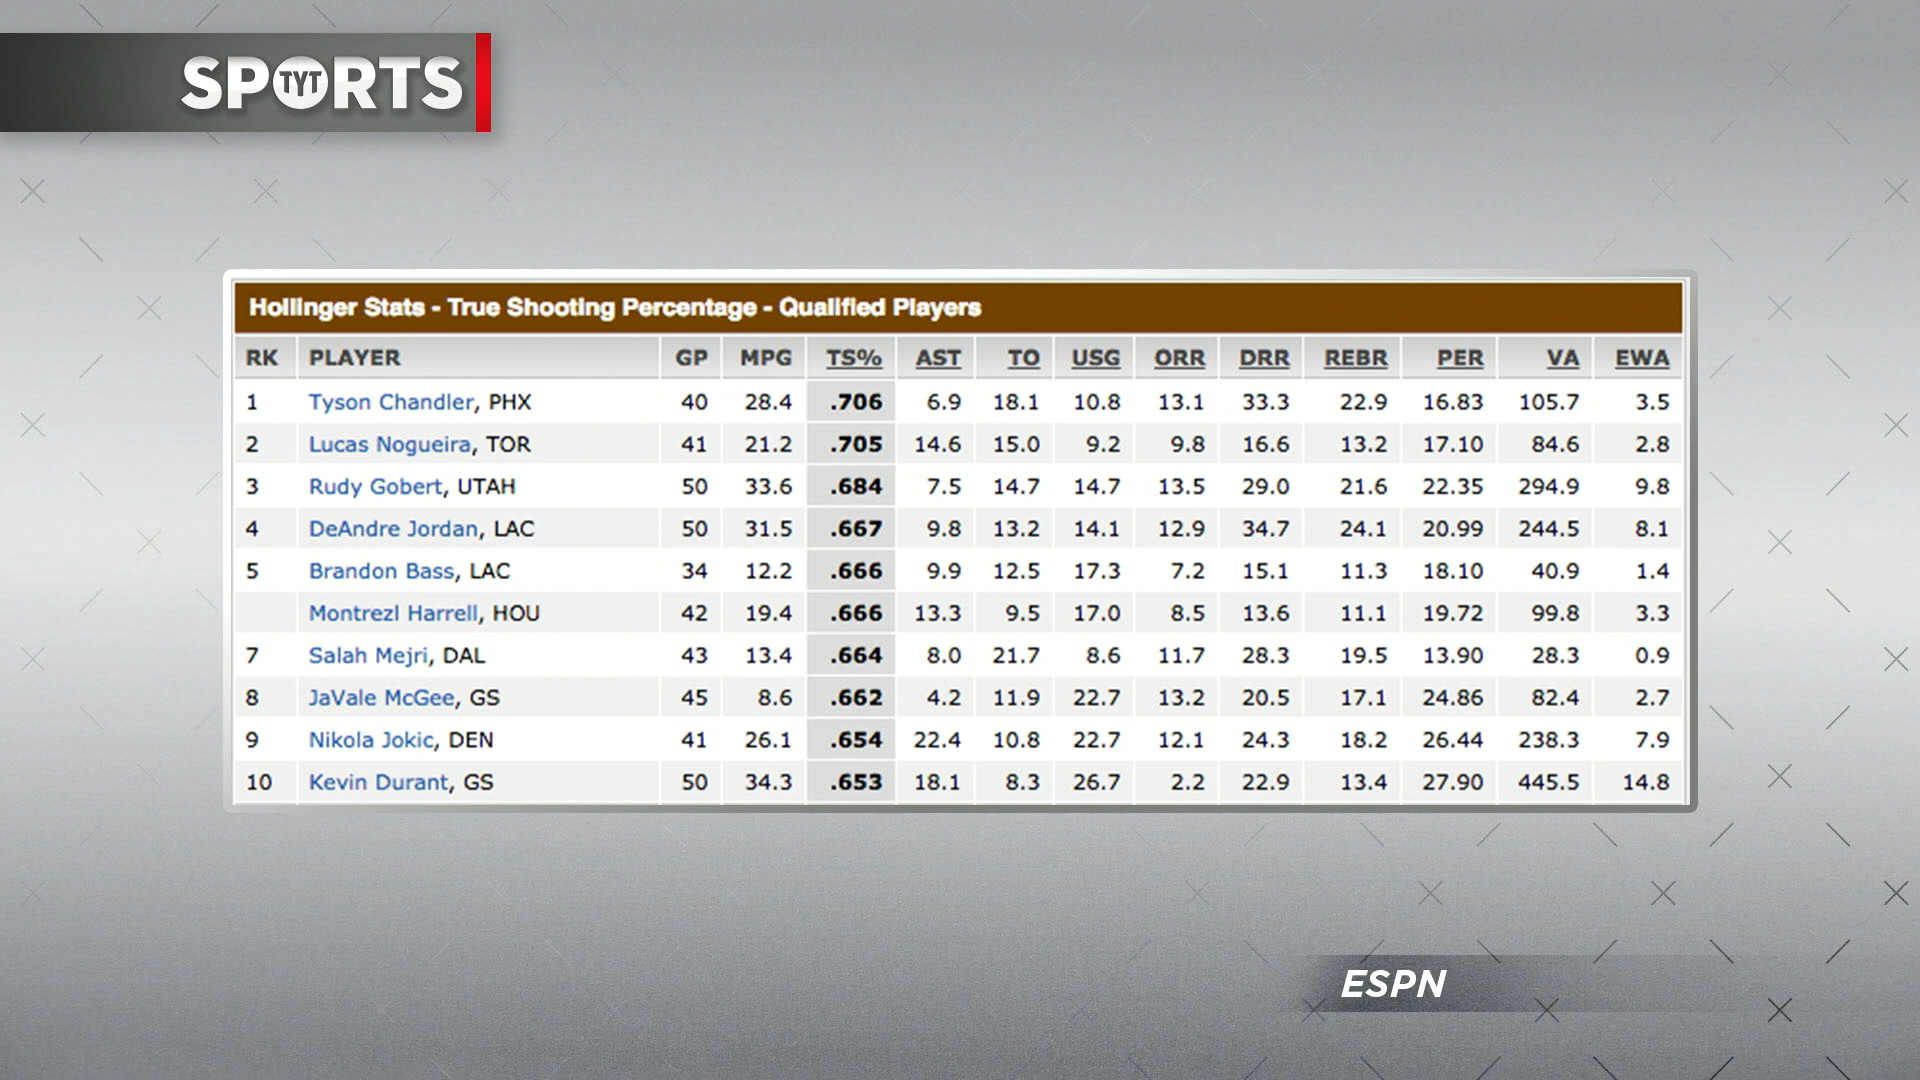 SPORTS
TYT
Hollinger Stats - True Shooting Percentage - Qualified Players
RK PLAYER GP MPG TS% AST TO USG ORR DRR REBR PER VA EWA
1 Tyson Chandler, PHX 40 28.4 .706 6.9 18.1 10.8 13.1 33.3 22.9 16.83 105.7 3.5
2 Lucas Nogueira, TOR 41 21.2 .705 14.6 15.0 9.2 9.8 16.6 13.2 17.10 84.6 2.8
3 Rudy Gobert, UTAH 50 33.6 .684 7.5 14.7 14.7 13.5 29.0 21.6 22.35 294.9 9.8
4 DeAndre Jordan, LAC 50 31.5 .667 9.8 13.2 14.1 12.9 34.7 24.1 20.99 244.5 8.1
5 Brandon Bass, LAC 34 12.2 .666 9.9 12.5 17.3 7.2 15.1 11.3 18.10 40.9 1.4
Montrezl Harrell, HOU 42 19.4 .666 13.3 9.5 17.0 8.5 13.6 11.1 19.72 99.8 3.3
7 Salah Mejri, DAL 43 13.4 .664 8.0 21.7 8.6 11.7 28.3 19.5 13.90 28.3 0.9
8 JaVale McGee, GS 45 8.6 .662 4.2 11.9 22.7 13.2 20.5 17.1 24.86 82.4 2.7
9 Nikola Jokic, DEN 41 26.1 .654 22.4 10.8 22.7 12.1 24.3 18.2 26.44 238.3 7.9
10 Kevin Durant, GS 50 34.3 .653 18.1 8.3 26.7 2.2 22.9 13.4 27.90 445.5 14.8
ESPN